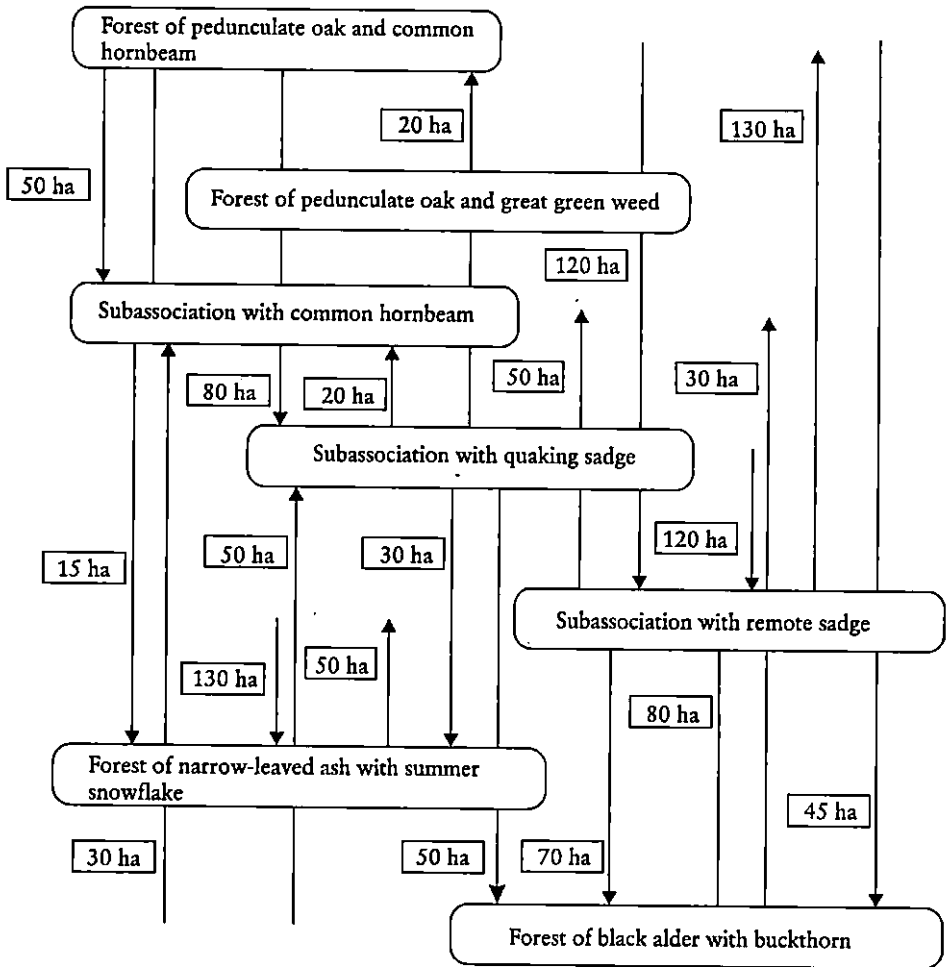 Forest of pedunculate oak and common
hornbeam
20 ha
130 ha
50 ha
Forest of pedunculate oak and great green weed
120 ha
Subassociation with common hornbeam
80 ha
20 ha
50 ha
30 ha
Subassociation with quaking sadge
15 ha
50 ha
30 ha
120 ha
Subassociation with remote sadge
130 ha
50 ha
80 ha
Forest of narrow-leaved ash with summer
snowflake
45 ha
30 ha
50 ha
70 ha
Forest of black alder with buckthorn